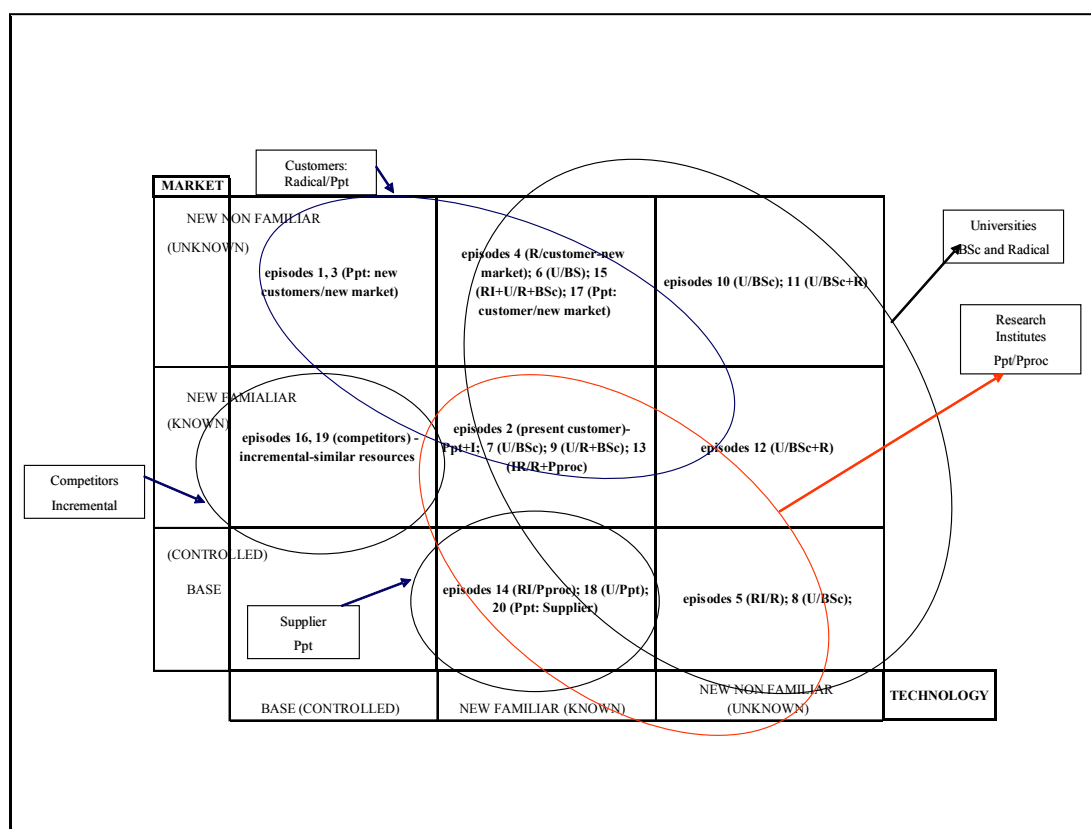 Customers:
Radical/Ppt
MARKET
NEW NON FAMILIAR
(UNKNOWN)
episodes 1, 3 (Ppt: new
customers/new market)
episodes 4 (R/customer-new
market); 6 (U/BS); 15
(RI+U/R+BSc); 17 (Ppt:
customer/new market)
episodes 10 (U/BSc); 11 (U/BSc+R)
Universities
BSc and Radical
Research
Institutes
Ppt/Pproc
NEW FAMIALIAR
(KNOWN)
episodes 16, 19 (competitors) -
incremental-similar resources
episodes 2 (present customer)-
Ppt+I; 7 (U/BSc); 9 (U/R+BSc); 13
(IR/R+Pproc)
episodes 12 (U/BSc+R)
Competitors
Incremental
(CONTROLLED)
BASE
episodes 14 (RI/Pproc); 18 (U/Ppt);
20 (Ppt: Supplier)
episodes 5 (RI/R); 8 (U/BSc);
Supplier
Ppt
BASE (CONTROLLED)
NEW FAMILIAR (KNOWN)
NEW NON FAMILIAR
(UNKNOWN)
TECHNOLOGY